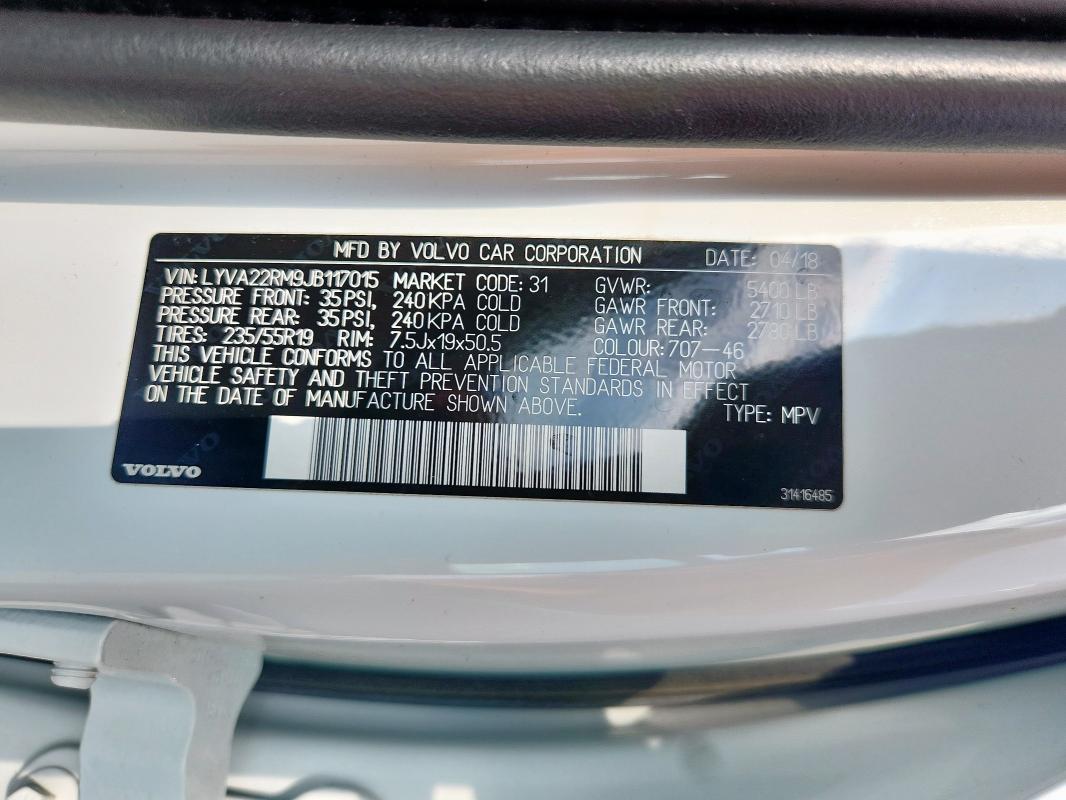 MFD BY VOLVO CAR CORPORATION DATE: 04/18
VIN: LYVA22RM9JB117015 MARKET CODE: 31 GVWR: 5400 LB
PRESSURE FRONT: 35 PSI, 240 KPA COLD GAWR FRONT: 2710 LB
PRESSURE REAR: 35 PSI, 240 KPA COLD GAWR REAR: 2780 LB
TIRES: 235/55R19 RIM: 7.5Jx19x50.5 COLOUR: 707-46
THIS VEHICLE CONFORMS TO ALL APPLICABLE FEDERAL MOTOR
VEHICLE SAFETY AND THEFT PREVENTION STANDARDS IN EFFECT
ON THE DATE OF MANUFACTURE SHOWN ABOVE. TYPE: MPV
VOLVO
31416485